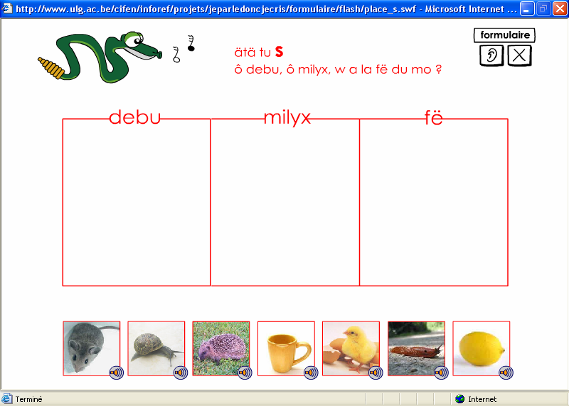 http://www.ulg.ac.be/cifen/inforef/projets/jeparledoncjecris/formulaire/flash/place_s.swf - Microsoft Internet ...
formulaire
ätä tu S
ô debu, ô milyx, w a la fë du mo ?
debu milyx fë
Terminé Internet